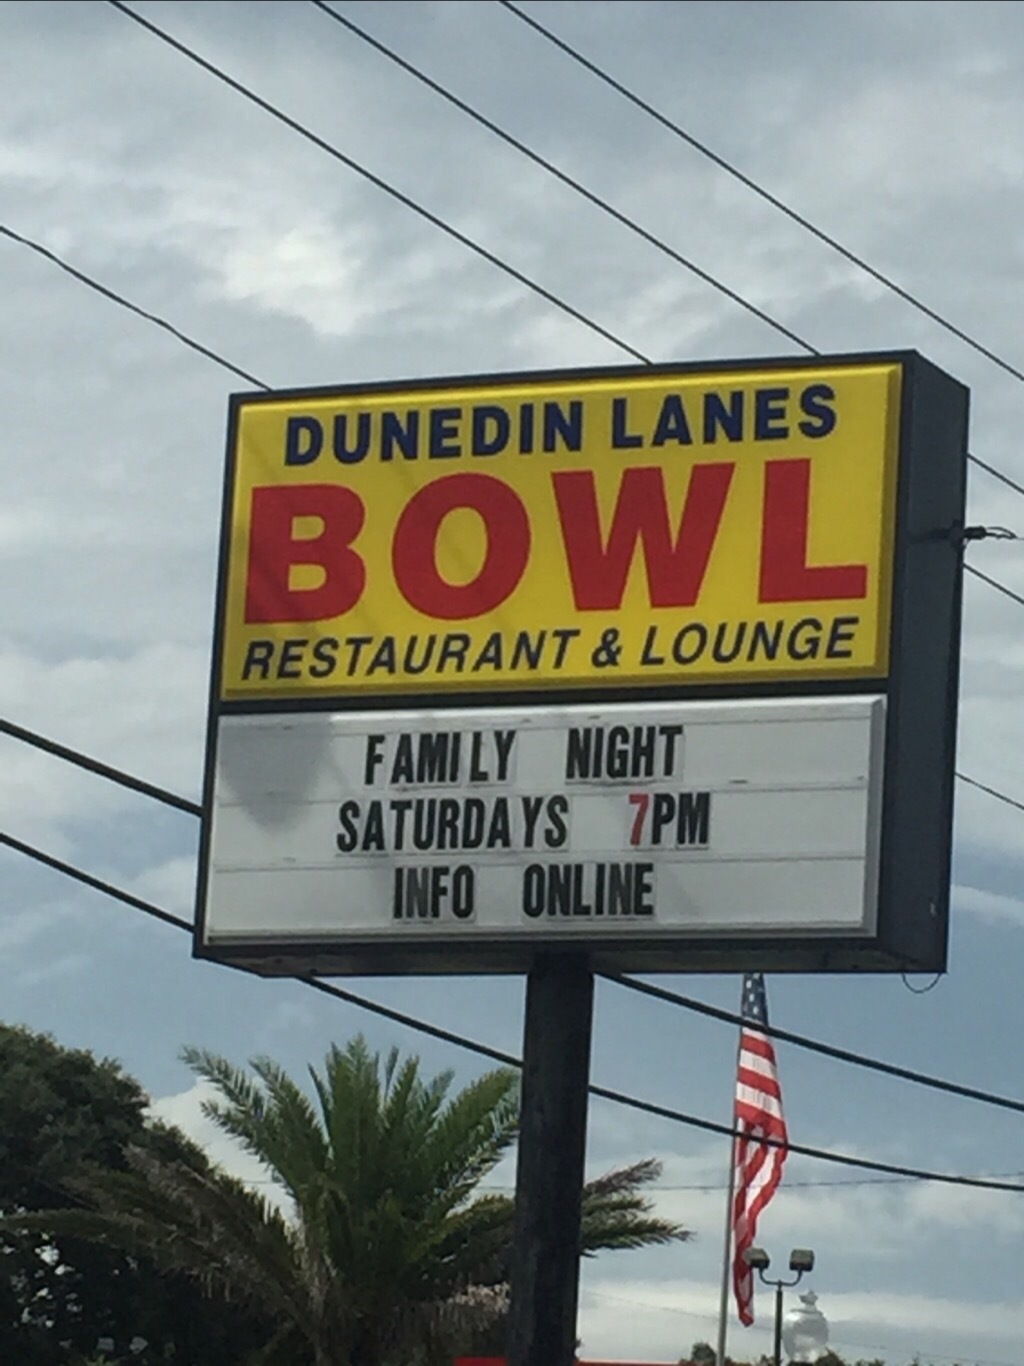 DUNEDIN LANES
BOWL
RESTAURANT & LOUNGE
FAMILY NIGHT
SATURDAYS 7PM
INFO ONLINE